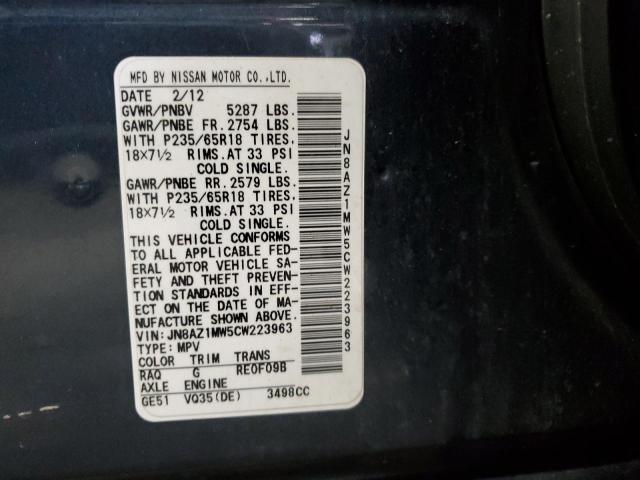 MFD BY NISSAN MOTOR CO.,LTD.
DATE 2/12
GVWR/PNBV 5287 LBS.
GAWR/PNBE FR. 2754 LBS.
WITH P235/65R18 TIRES.
18X7½ RIMS. AT 33 PSI
COLD SINGLE.
GAWR/PNBE RR. 2579 LBS.
WITH P235/65R18 TIRES.
18X7½ RIMS. AT 33 PSI
COLD SINGLE.
THIS VEHICLE CONFORMS
TO ALL APPLICABLE FED-
ERAL MOTOR VEHICLE SA-
FETY AND THEFT PREVEN-
TION STANDARDS IN EFF-
ECT ON THE DATE OF MA-
NUFACTURE SHOWN ABOVE.
VIN: JN8AZ1MW5CW223963
TYPE: MPV
COLOR TRIM TRANS
RAQ G RE0F09B
AXLE ENGINE
GE51 VQ35(DE) 3498CC
JN8AZ1MW5CW223963